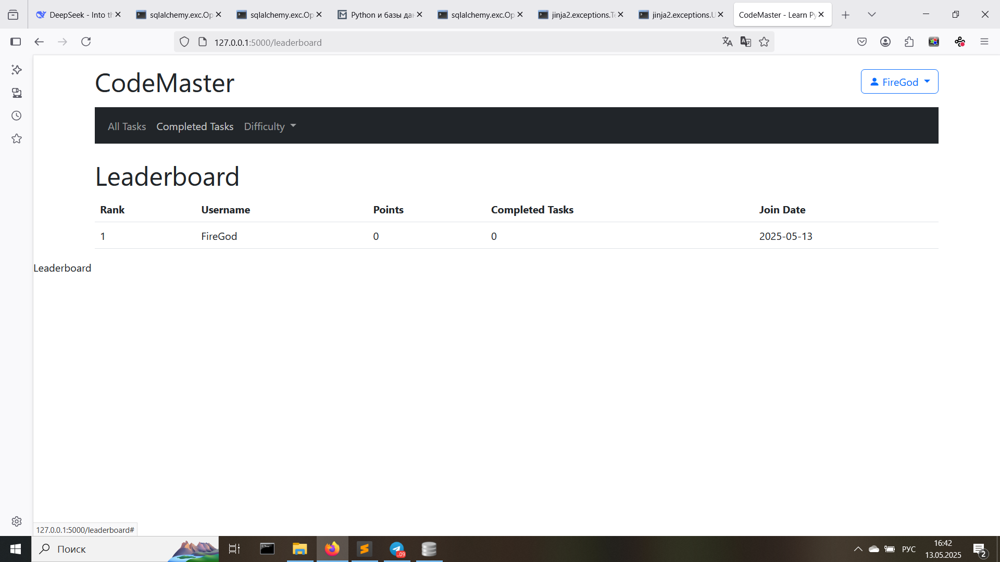 DeepSeek - Into th
sqlalchemy.exc.Op
sqlalchemy.exc.Op
Python и базы дан
sqlalchemy.exc.Op
jinja2.exceptions.Te
jinja2.exceptions.U
CodeMaster - Learn Py
127.0.0.1:5000/leaderboard
CodeMaster
FireGod
All Tasks
Completed Tasks
Difficulty
Leaderboard
Rank Username Points Completed Tasks Join Date
1 FireGod 0 0 2025-05-13
Leaderboard
127.0.0.1:5000/leaderboard#
Поиск
..09
РУС
16:42
13.05.2025
2